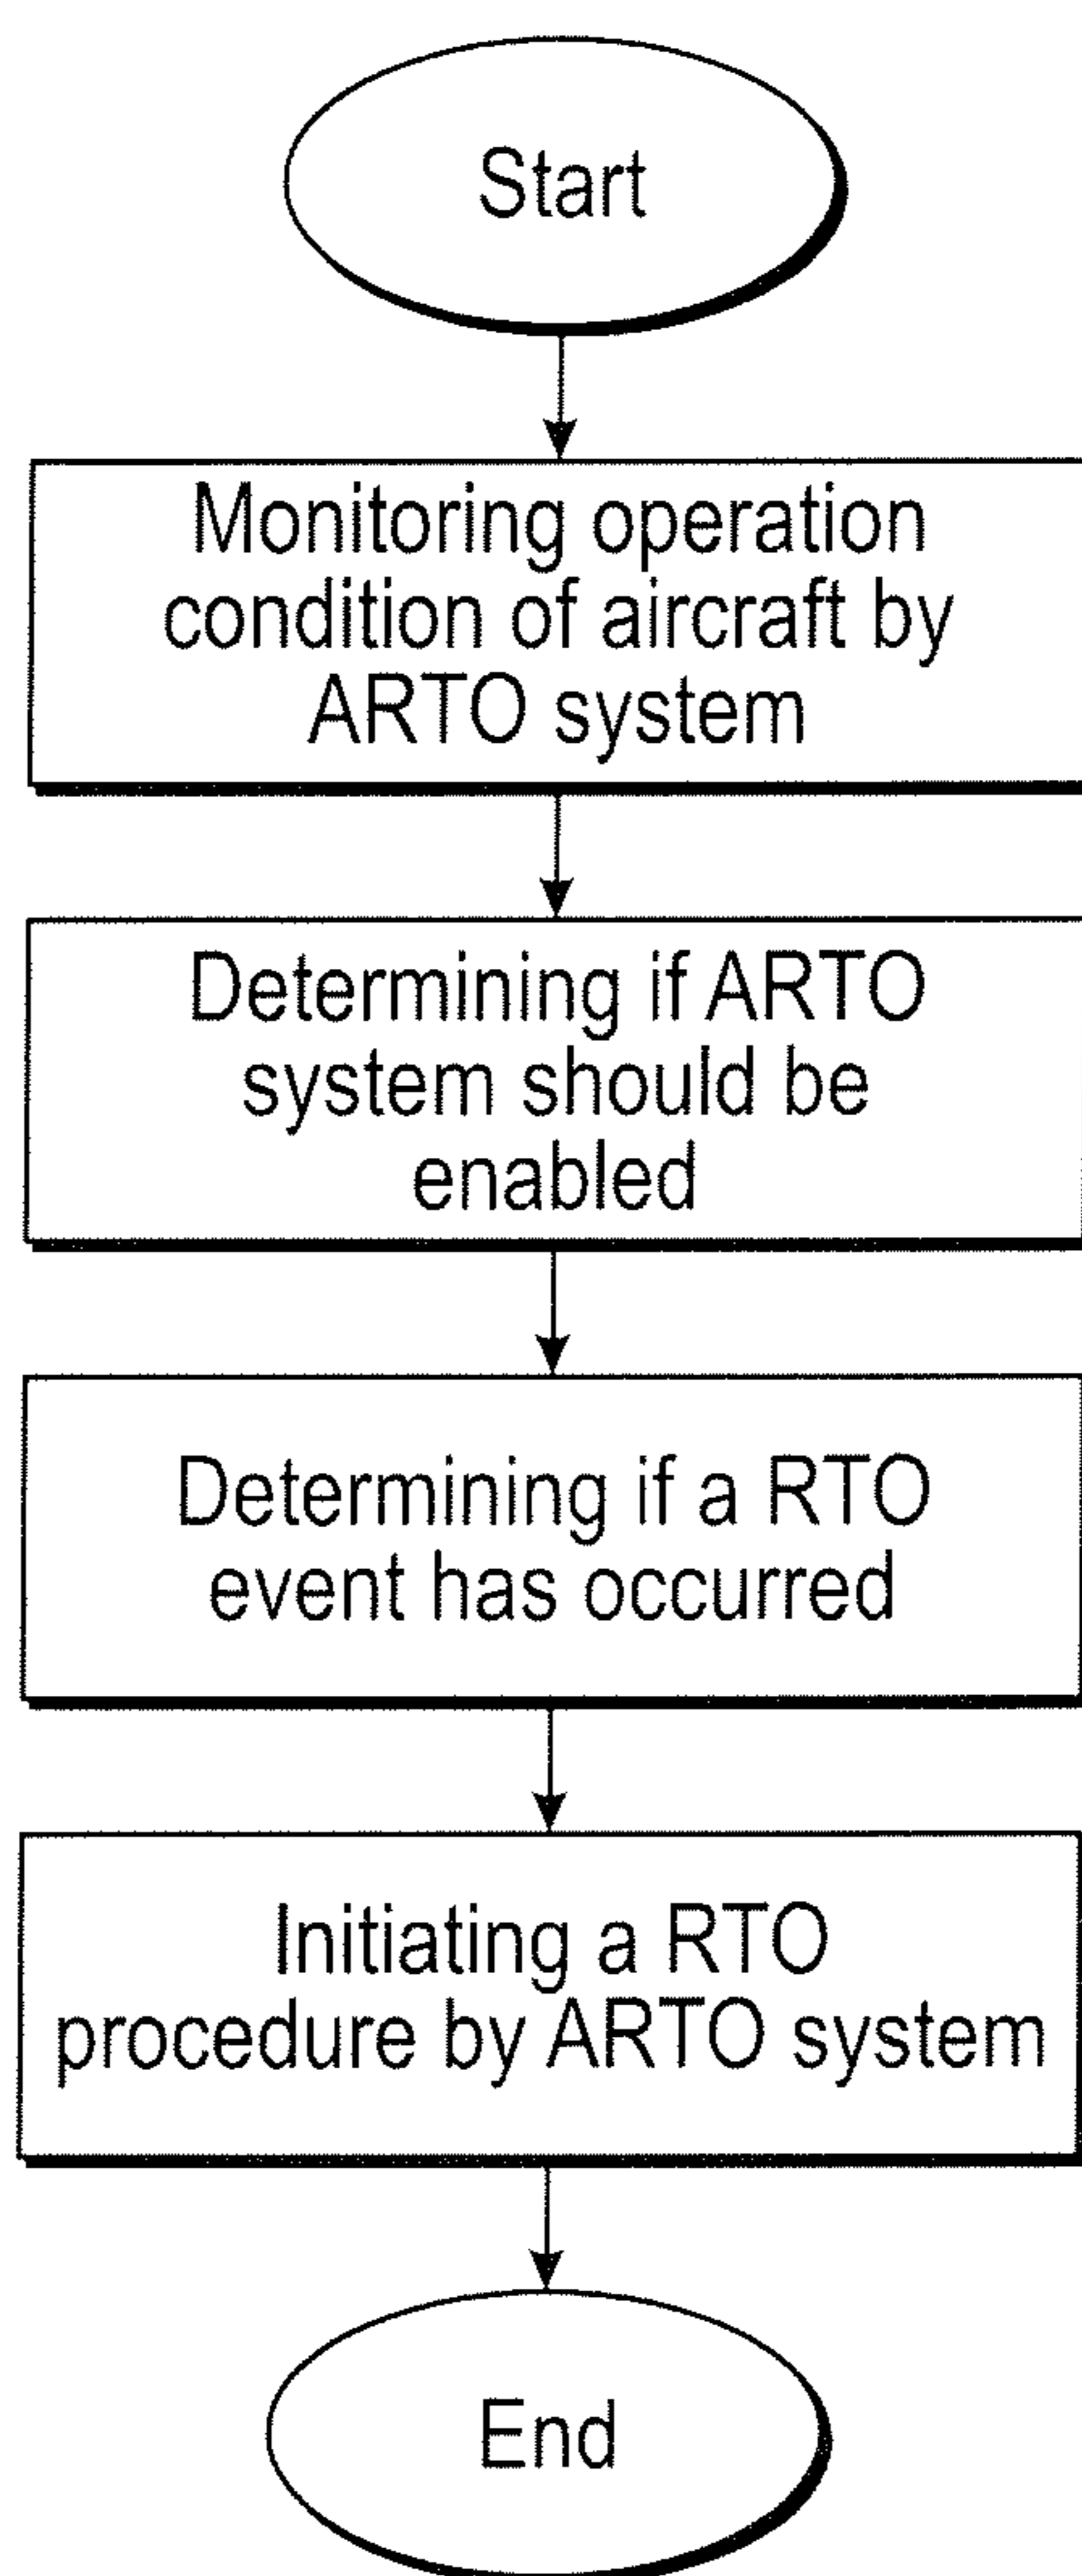 Start
Monitoring operation
condition of aircraft by
ARTO system
Determining if ARTO
system should be
enabled
Determining if a RTO
event has occurred
Initiating a RTO
procedure by ARTO system
End